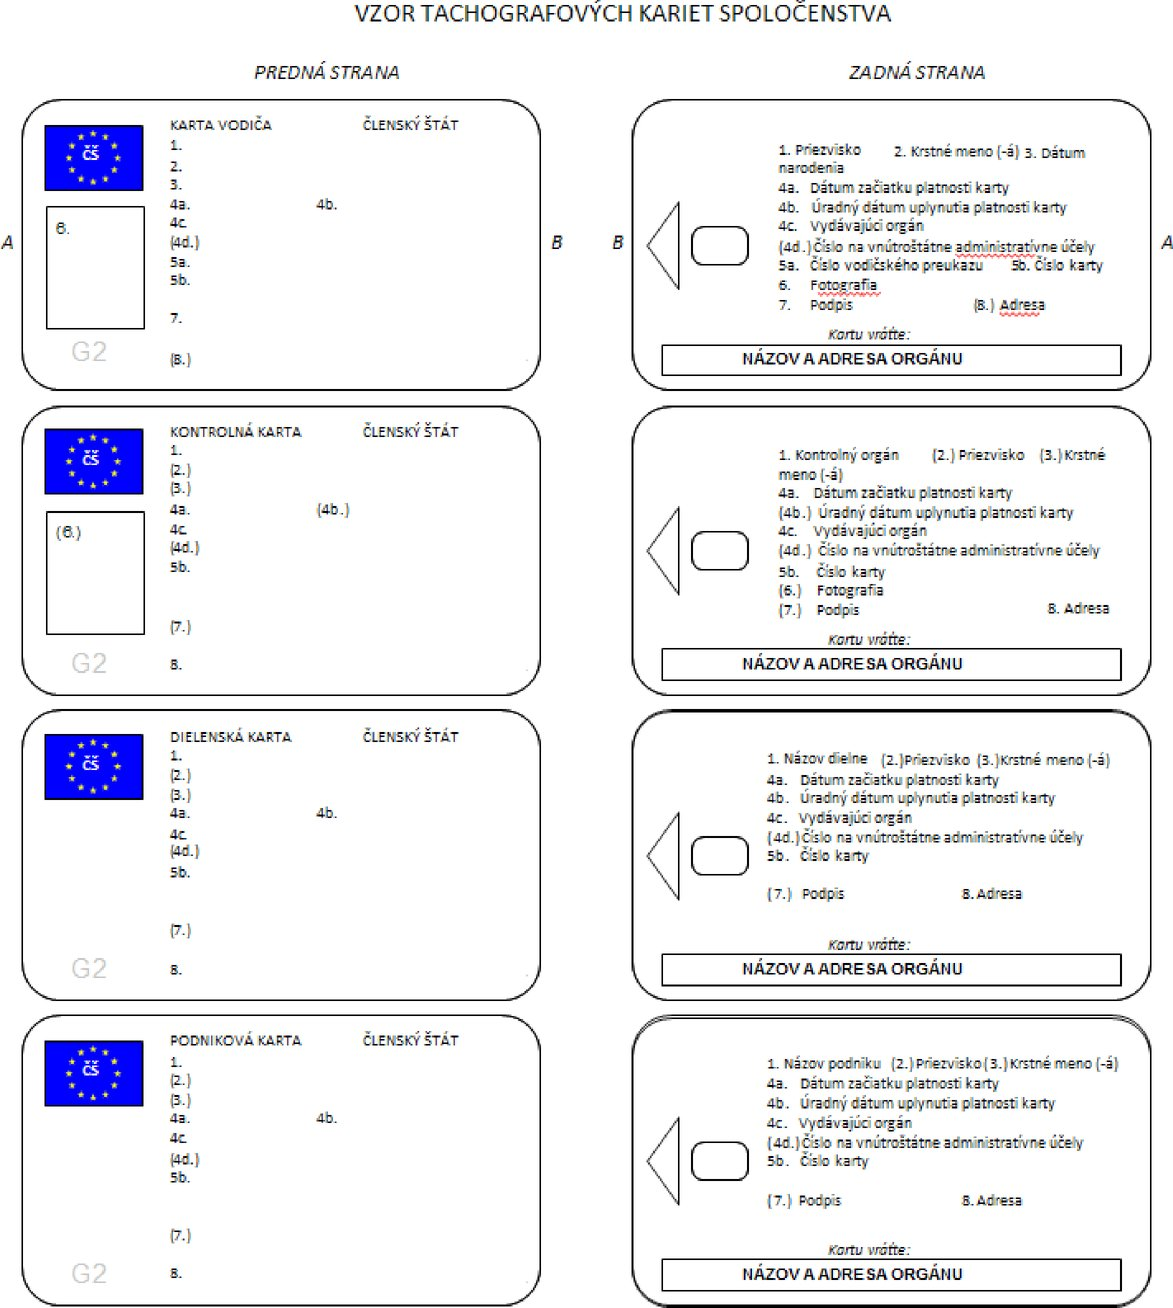 VZOR TACHOGRAFOVÝCH KARIET SPOLOČENSTVA
PREDNÁ STRANA
ZADNÁ STRANA
A
B
B
A
ČŠ
KARTA VODIČA ČLENSKÝ ŠTÁT
1.
2.
3.
4a. 4b.
4c.
(4d.)
5a.
5b.
6.
7.
G2
(8.)
1. Priezvisko 2. Krstné meno (-á) 3. Dátum
narodenia
4a. Dátum začiatku platnosti karty
4b. Úradný dátum uplynutia platnosti karty
4c. Vydávajúci orgán
(4d.) Číslo na vnútroštátne administratívne účely
5a. Číslo vodičského preukazu 5b. Číslo karty
6. Fotografia
7. Podpis (8.) Adresa
Kartu vráťte:
NÁZOV A ADRESA ORGÁNU
ČŠ
KONTROLNÁ KARTA ČLENSKÝ ŠTÁT
1.
(2.)
(3.)
4a. (4b.)
4c.
(4d.)
5b.
(6.)
(7.)
G2
8.
1. Kontrolný orgán (2.) Priezvisko (3.) Krstné
meno (-á)
4a. Dátum začiatku platnosti karty
(4b.) Úradný dátum uplynutia platnosti karty
4c. Vydávajúci orgán
(4d.) Číslo na vnútroštátne administratívne účely
5b. Číslo karty
(6.) Fotografia
(7.) Podpis 8. Adresa
Kartu vráťte:
NÁZOV A ADRESA ORGÁNU
ČŠ
DIELENSKÁ KARTA ČLENSKÝ ŠTÁT
1.
(2.)
(3.)
4a. 4b.
4c.
(4d.)
5b.
(7.)
G2
8.
1. Názov dielne (2.)Priezvisko (3.)Krstné meno (-á)
4a. Dátum začiatku platnosti karty
4b. Úradný dátum uplynutia platnosti karty
4c. Vydávajúci orgán
(4d.)Číslo na vnútroštátne administratívne účely
5b. Číslo karty
(7.) Podpis 8. Adresa
Kartu vráťte:
NÁZOV A ADRESA ORGÁNU
ČŠ
PODNIKOVÁ KARTA ČLENSKÝ ŠTÁT
1.
(2.)
(3.)
4a. 4b.
4c.
(4d.)
5b.
(7.)
G2
8.
1. Názov podniku (2.) Priezvisko (3.) Krstné meno (-á)
4a. Dátum začiatku platnosti karty
4b. Úradný dátum uplynutia platnosti karty
4c. Vydávajúci orgán
(4d.)Číslo na vnútroštátne administratívne účely
5b. Číslo karty
(7.) Podpis 8. Adresa
Kartu vráťte:
NÁZOV A ADRESA ORGÁNU